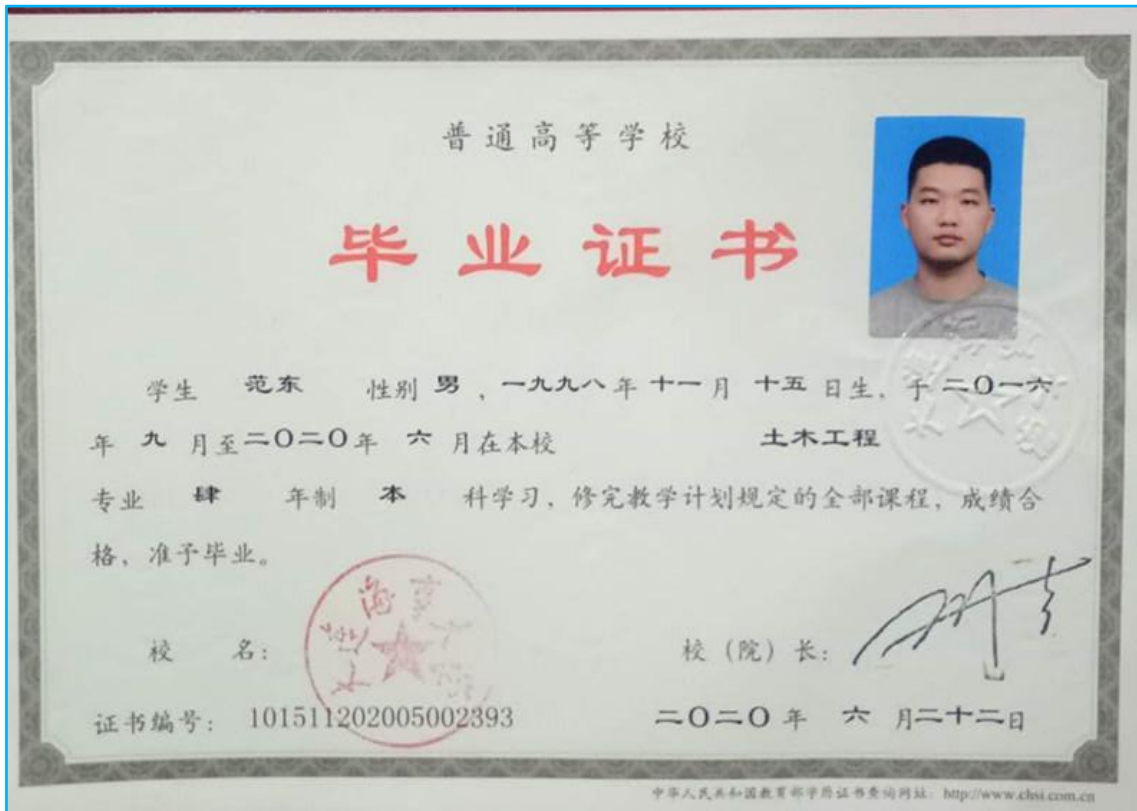 普通高等学校
毕业证书
学生 范东 性别 男 ，一九九八 年 十一 月 十五 日生，于 二〇一六
年 九 月至 二〇二〇 年 六 月在本校 土木工程
专业 肆 年制 本 科学习，修完教学计划规定的全部课程，成绩合
格，准予毕业。
校 名：
校（院）长：
证书编号： 101511202005002393
二〇二〇 年 六 月 二十二 日
中华人民共和国教育部学历证书查询网址：http://www.chsi.com.cn